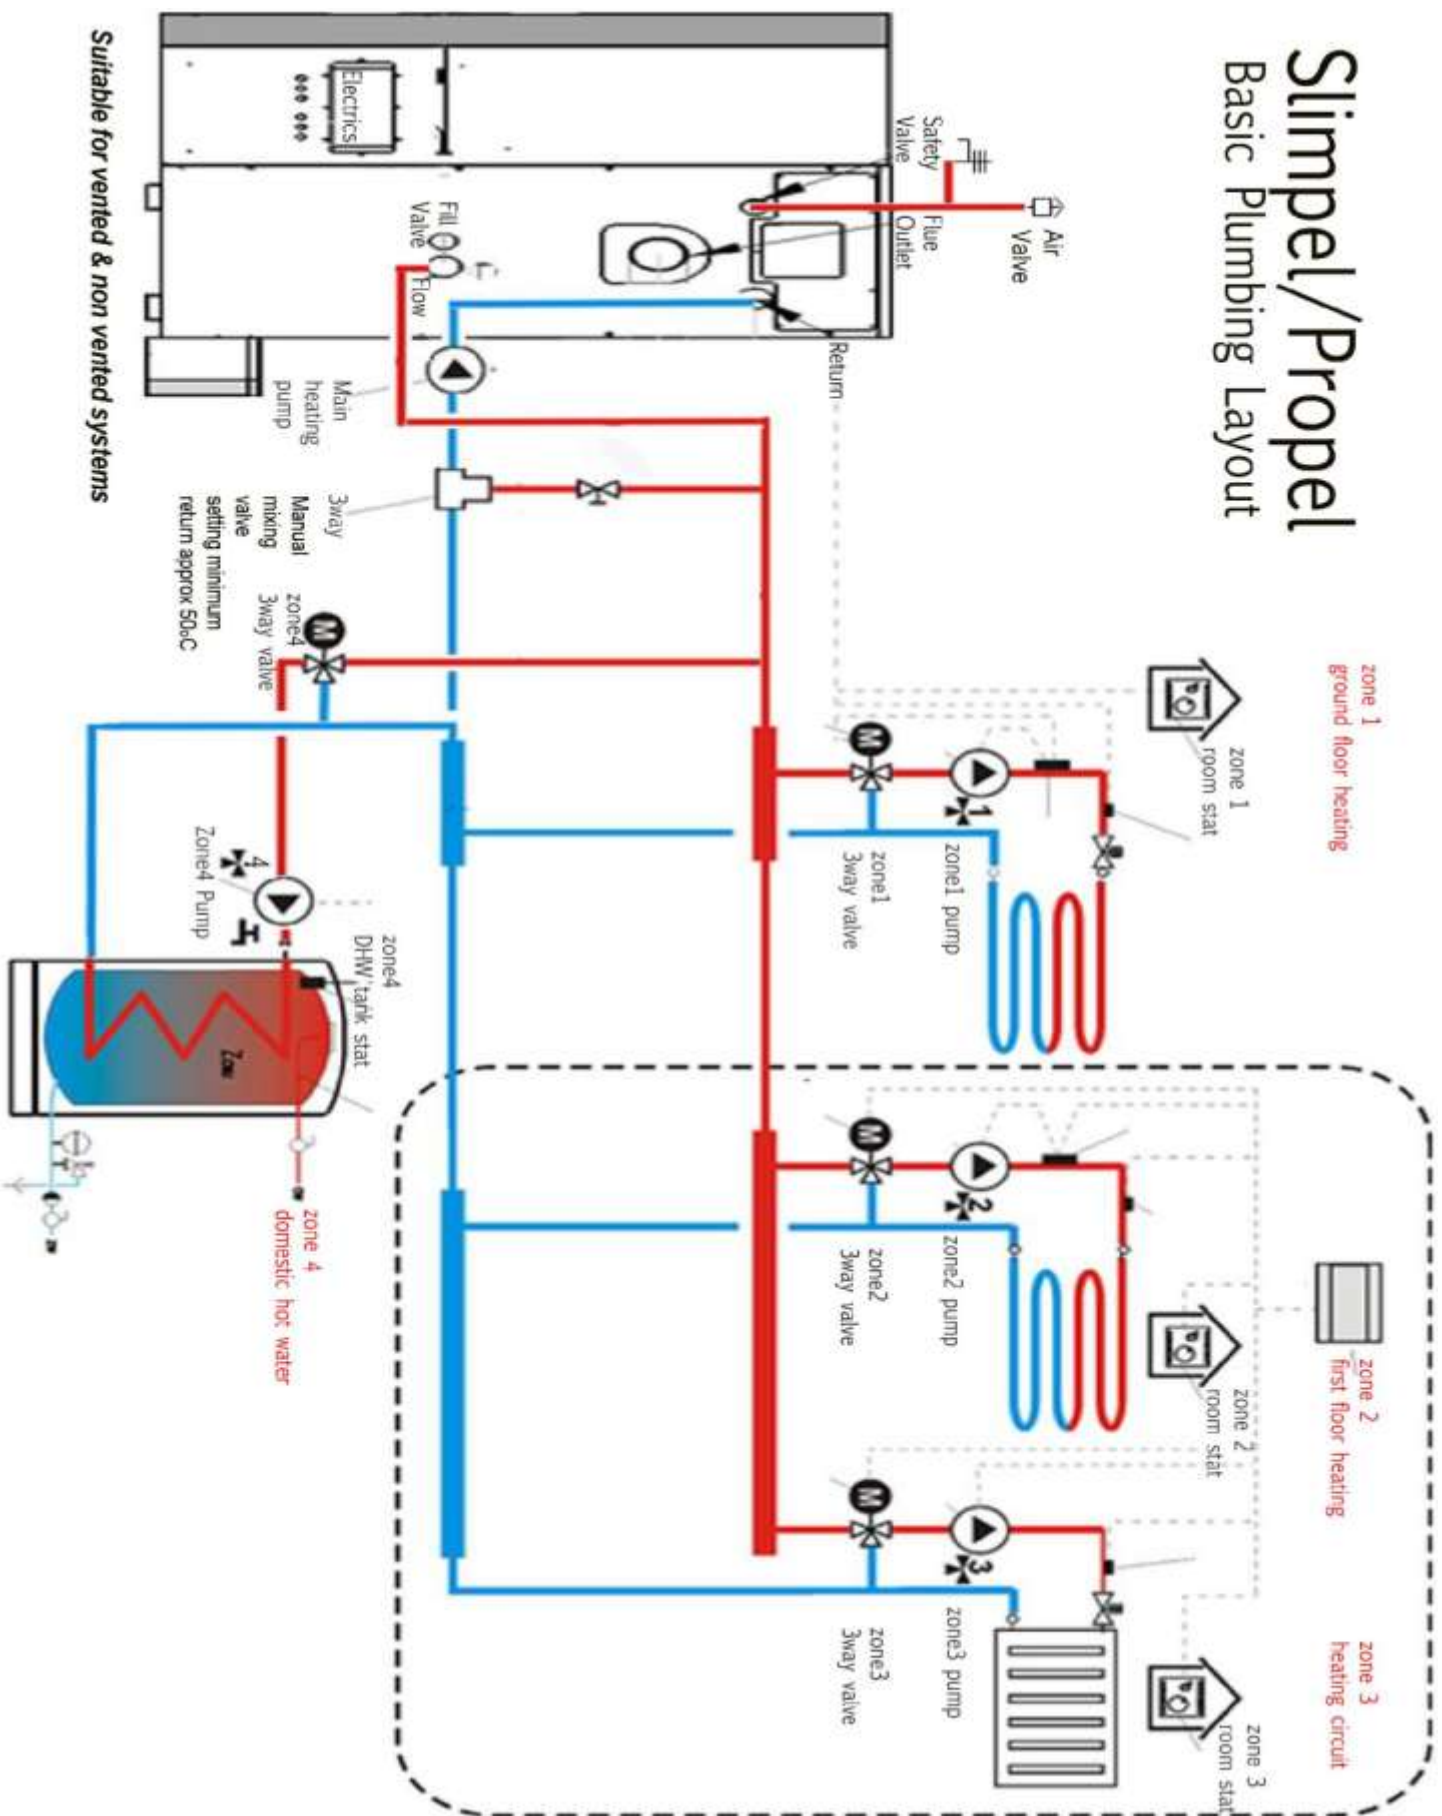 Slimpel/Propel
Basic Plumbing Layout
zone 1
ground floor heating
zone 2
first floor heating
zone 3
heating circuit
zone 1
room stat
zone 2
room stat
zone 3
room stat
Air
Valve
Safety
Valve
Flue
Outlet
Return
Electrics
Fill
Valve
Flow
Main
heating
pump
3way
Manual
mixing
valve
setting minimum
return approx 50oC
zone1 pump
1
M
zone1
3way valve
zone2 pump
2
M
zone2
3way valve
zone3 pump
3
M
zone3
3way valve
M
zone4
3way valve
4
Zone4 Pump
zone4
DHW tank stat
zone 4
domestic hot water
Suitable for vented & non vented systems